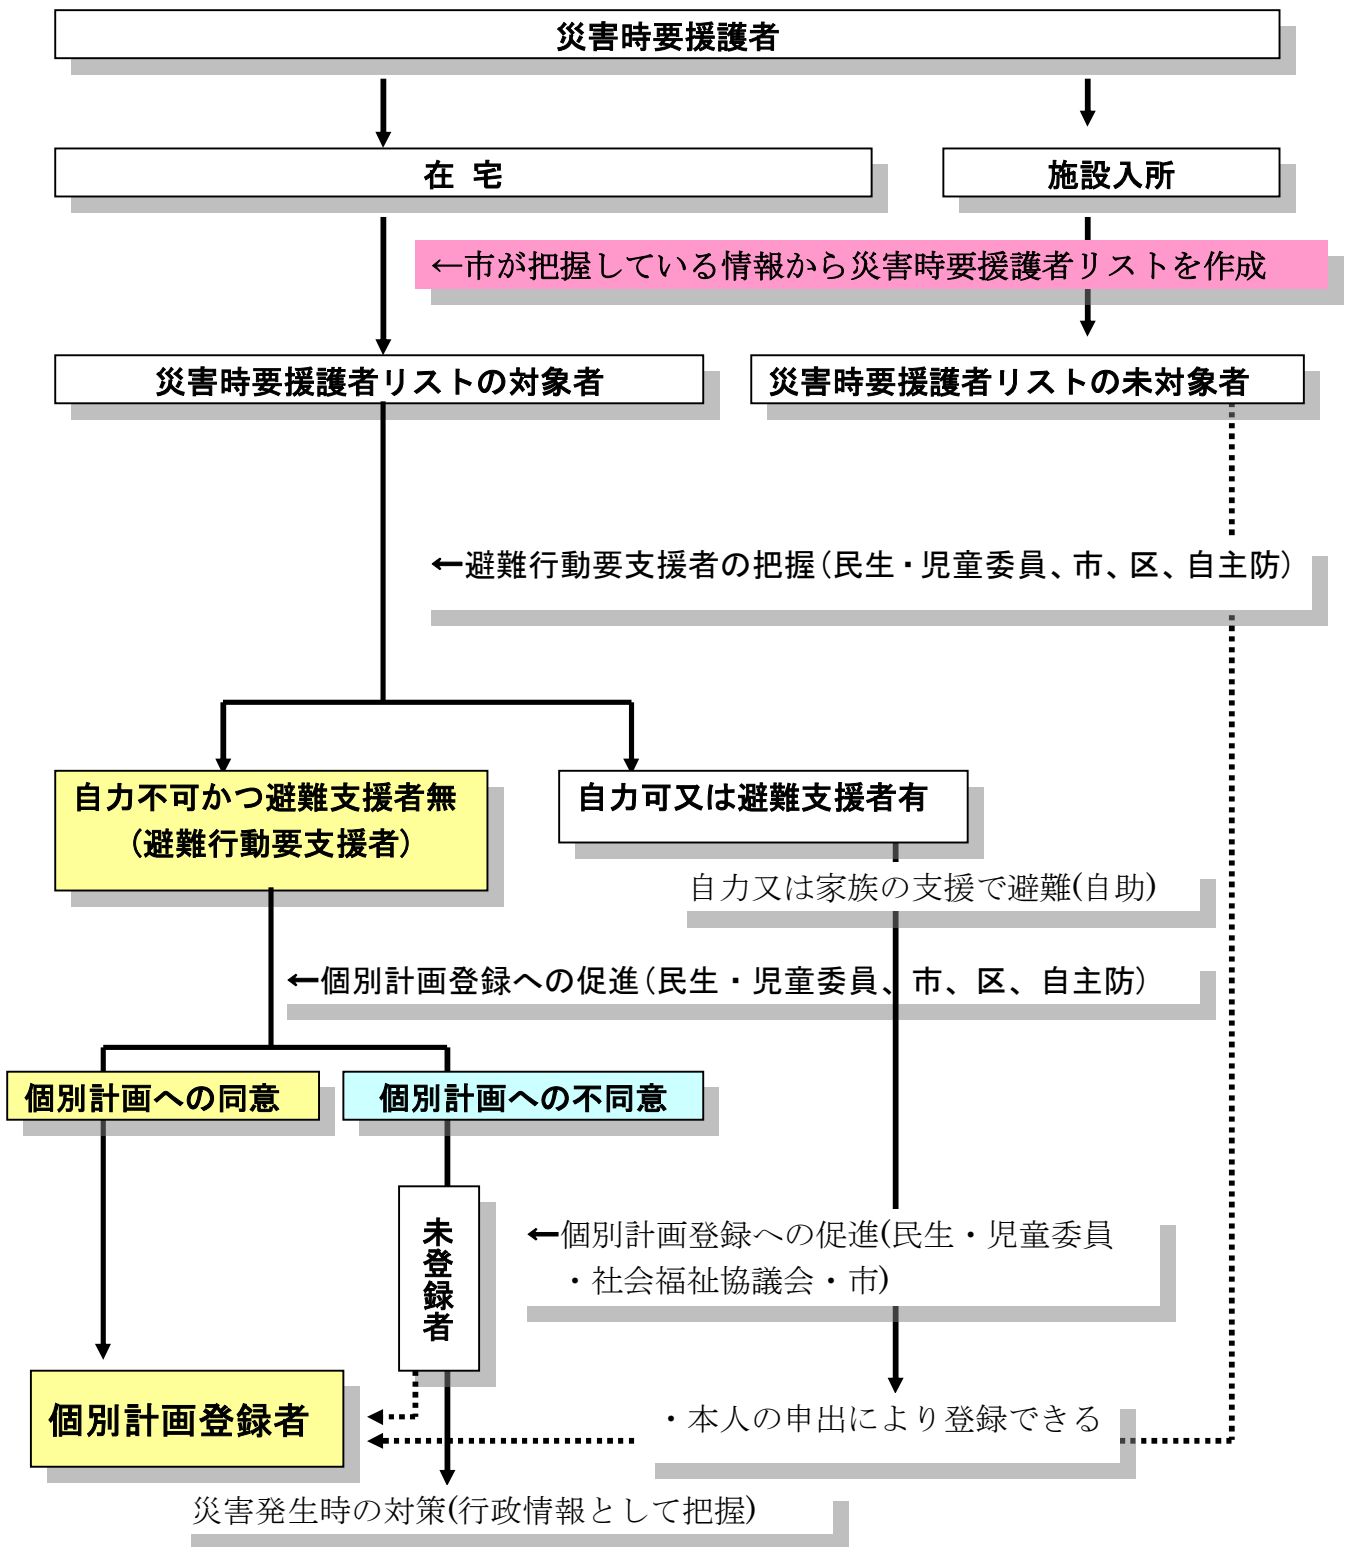 災害時要援護者
在 宅
施設入所
←市が把握している情報から災害時要援護者リストを作成
災害時要援護者リストの対象者
災害時要援護者リストの未対象者
←避難行動要支援者の把握(民生・児童委員、市、区、自主防)
自力不可かつ避難支援者無
(避難行動要支援者)
自力可又は避難支援者有
自力又は家族の支援で避難(自助)
←個別計画登録への促進(民生・児童委員、市、区、自主防)
個別計画への同意
個別計画への不同意
未登録者
←個別計画登録への促進(民生・児童委員
・社会福祉協議会・市)
個別計画登録者
・本人の申出により登録できる
災害発生時の対策(行政情報として把握)